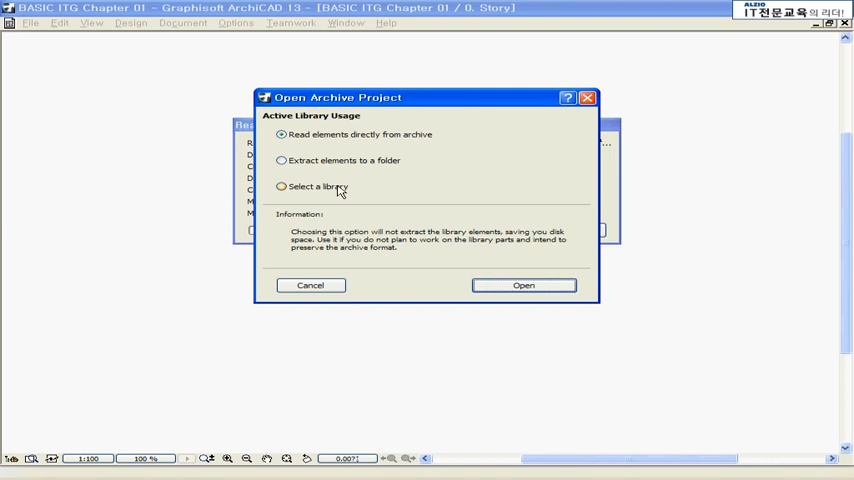 BASIC ITG Chapter 01 - Graphisoft ArchiCAD 13 - [BASIC ITG Chapter 01 / 0. Story]
ALZIO
IT전문교육의 리더!
File Edit View Design Document Options Teamwork Window Help
Open Archive Project
Active Library Usage
Read elements directly from archive
Extract elements to a folder
Select a library
Information:
Choosing this option will not extract the library elements, saving you disk
space. Use it if you do not plan to work on the library parts and intend to
preserve the archive format.
Cancel Open
1:100 100 %